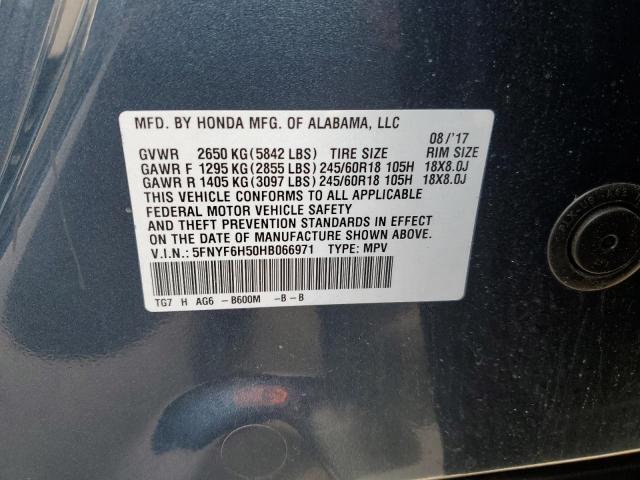 MFD. BY HONDA MFG. OF ALABAMA, LLC
08/'17
GVWR 2650 KG(5842 LBS) TIRE SIZE RIM SIZE
GAWR F 1295 KG(2855 LBS)245/60R18 105H 18X8.0J
GAWR R 1405 KG(3097 LBS)245/60R18 105H 18X8.0J
THIS VEHICLE CONFORMS TO ALL APPLICABLE
FEDERAL MOTOR VEHICLE SAFETY
AND THEFT PREVENTION STANDARDS IN EFFECT
ON THE DATE OF MANUFACTURE SHOWN ABOVE.
V.I.N.: 5FNYF6H50HB066971 TYPE: MPV
TG7 H AG6 -B600M -B-B